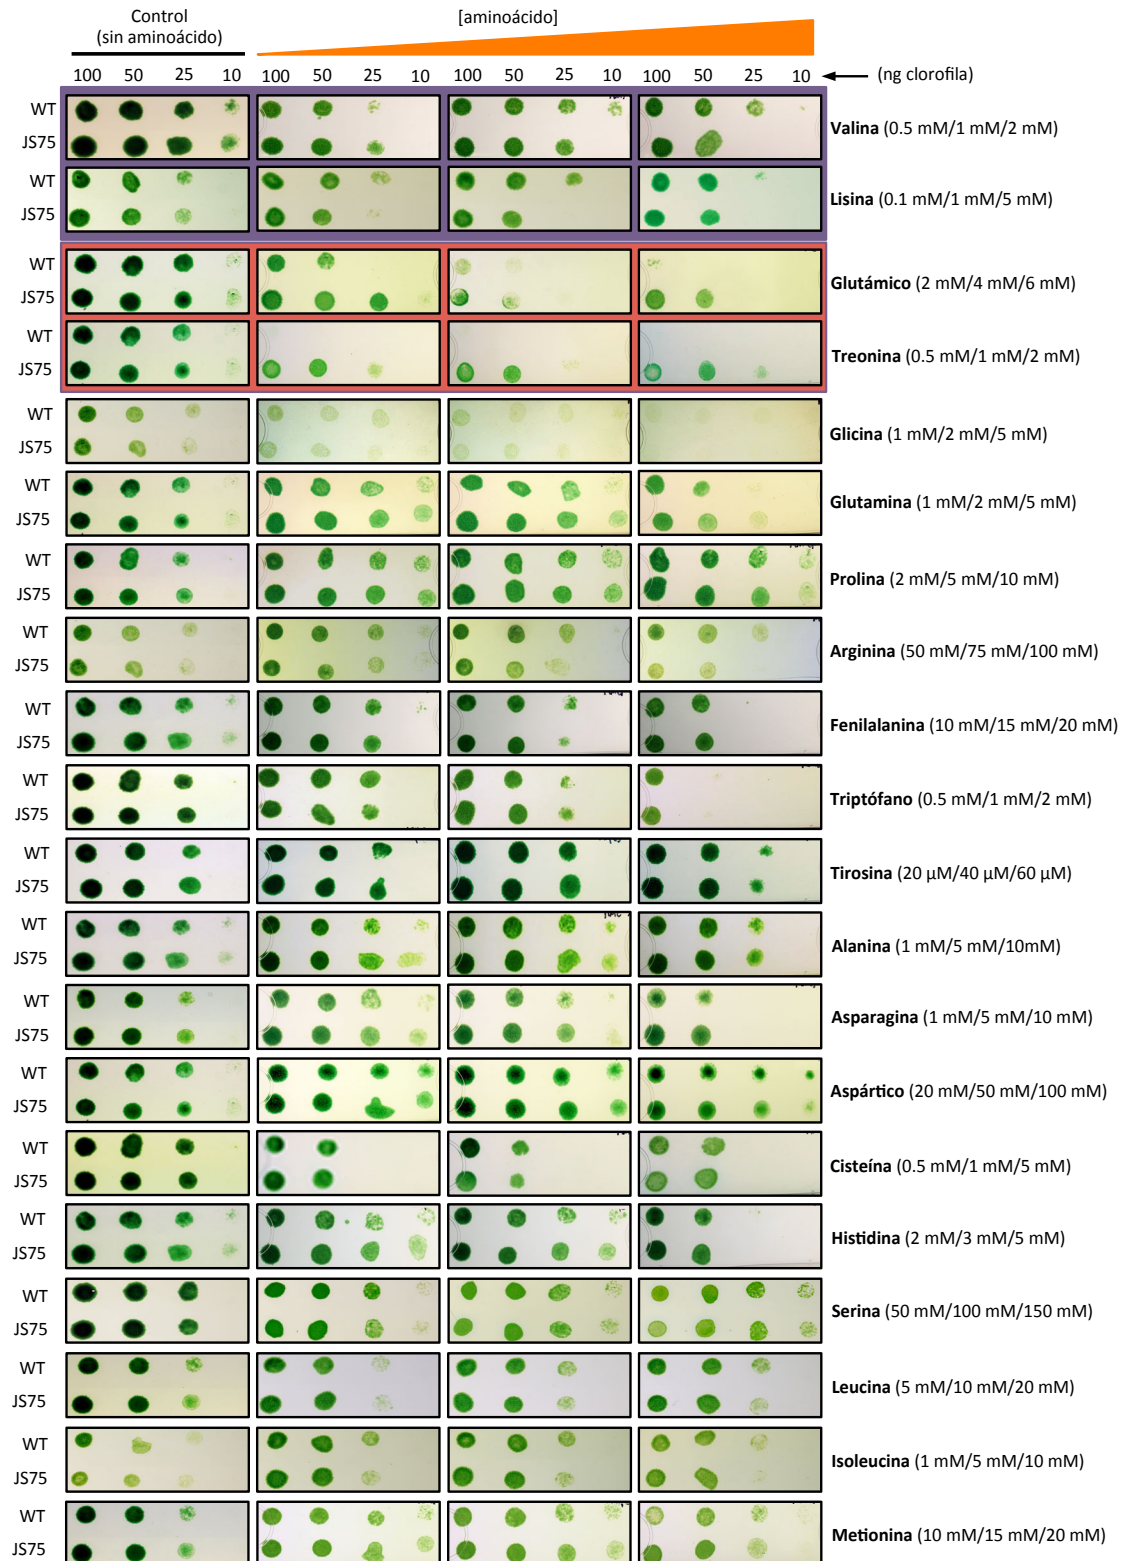 Control
(sin aminoácido)
[aminoácido]
100 50 25 10 100 50 25 10 100 50 25 10 100 50 25 10 (ng clorofila)
WT
JS75
Valina (0.5 mM/1 mM/2 mM)
WT
JS75
Lisina (0.1 mM/1 mM/5 mM)
WT
JS75
Glutámico (2 mM/4 mM/6 mM)
WT
JS75
Treonina (0.5 mM/1 mM/2 mM)
WT
JS75
Glicina (1 mM/2 mM/5 mM)
WT
JS75
Glutamina (1 mM/2 mM/5 mM)
WT
JS75
Prolina (2 mM/5 mM/10 mM)
WT
JS75
Arginina (50 mM/75 mM/100 mM)
WT
JS75
Fenilalanina (10 mM/15 mM/20 mM)
WT
JS75
Triptófano (0.5 mM/1 mM/2 mM)
WT
JS75
Tirosina (20 µM/40 µM/60 µM)
WT
JS75
Alanina (1 mM/5 mM/10mM)
WT
JS75
Asparagina (1 mM/5 mM/10 mM)
WT
JS75
Aspártico (20 mM/50 mM/100 mM)
WT
JS75
Cisteína (0.5 mM/1 mM/5 mM)
WT
JS75
Histidina (2 mM/3 mM/5 mM)
WT
JS75
Serina (50 mM/100 mM/150 mM)
WT
JS75
Leucina (5 mM/10 mM/20 mM)
WT
JS75
Isoleucina (1 mM/5 mM/10 mM)
WT
JS75
Metionina (10 mM/15 mM/20 mM)